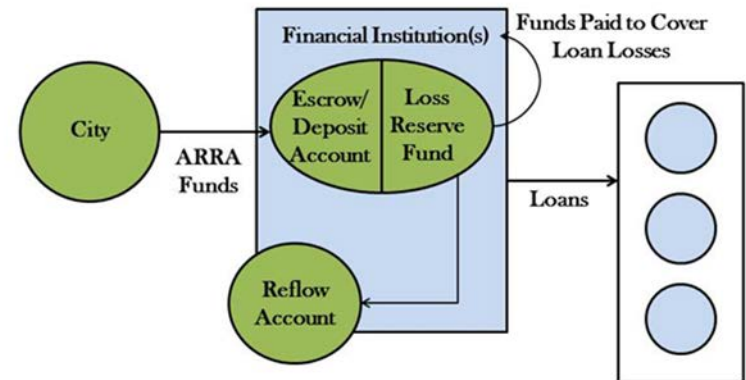 Financial Institution(s)
Funds Paid to Cover
Loan Losses
City
ARRA
Funds
Escrow/
Deposit
Account
Loss
Reserve
Fund
Loans
Reflow
Account